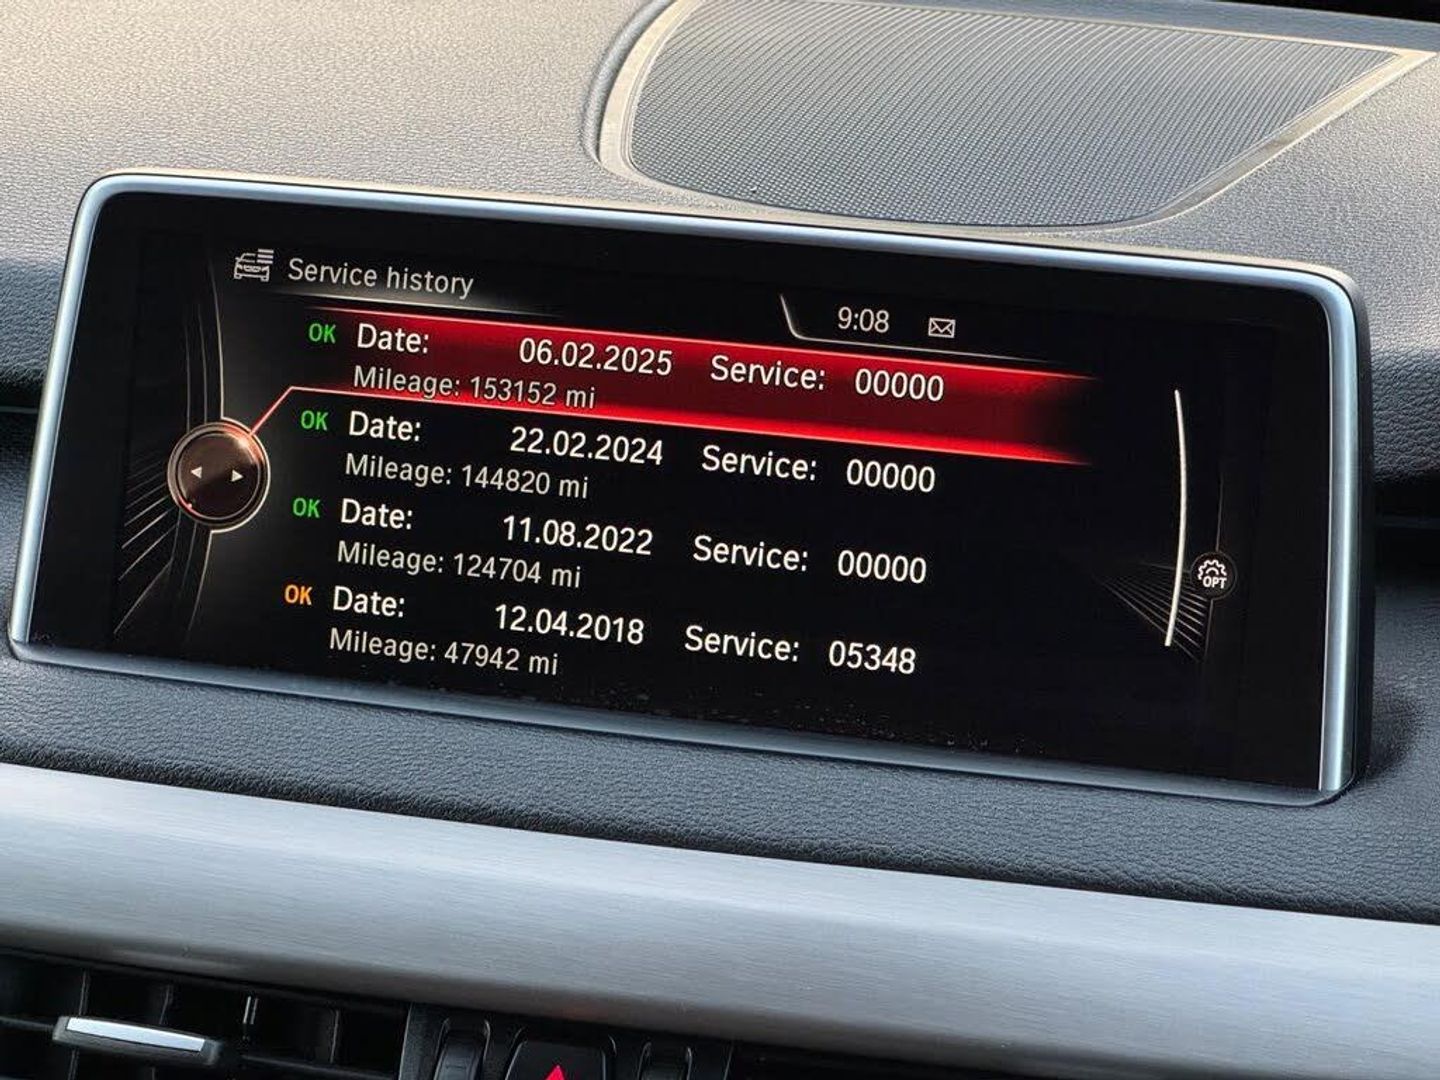 Service history
9:08
OK Date: 06.02.2025 Service: 00000
Mileage: 153152 mi
OK Date: 22.02.2024 Service: 00000
Mileage: 144820 mi
OK Date: 11.08.2022 Service: 00000
Mileage: 124704 mi
OK Date: 12.04.2018 Service: 05348
Mileage: 47942 mi
OPT